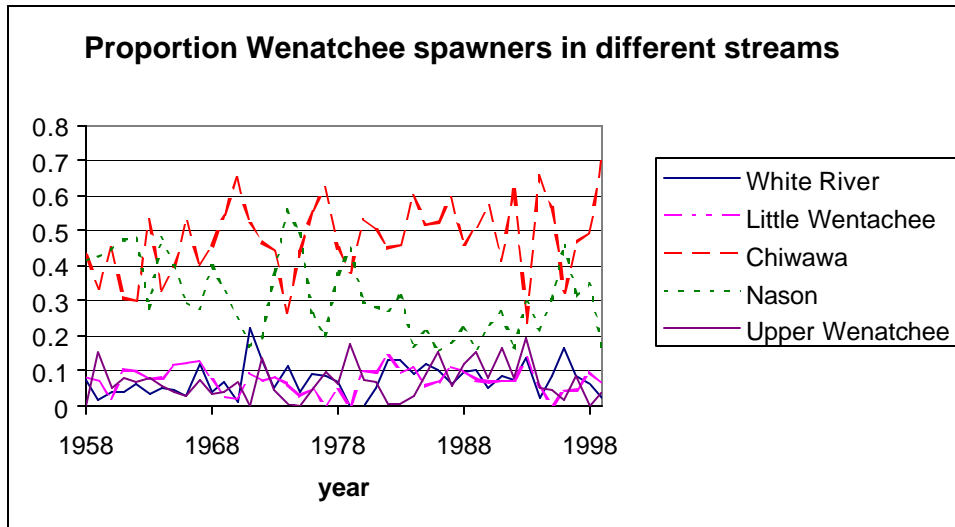 Proportion Wenatchee spawners in different streams
0.8
0.7
0.6
0.5
0.4
0.3
0.2
0.1
0
1958 1968 1978 1988 1998
year
White River
Little Wentachee
Chiwawa
Nason
Upper Wenatchee